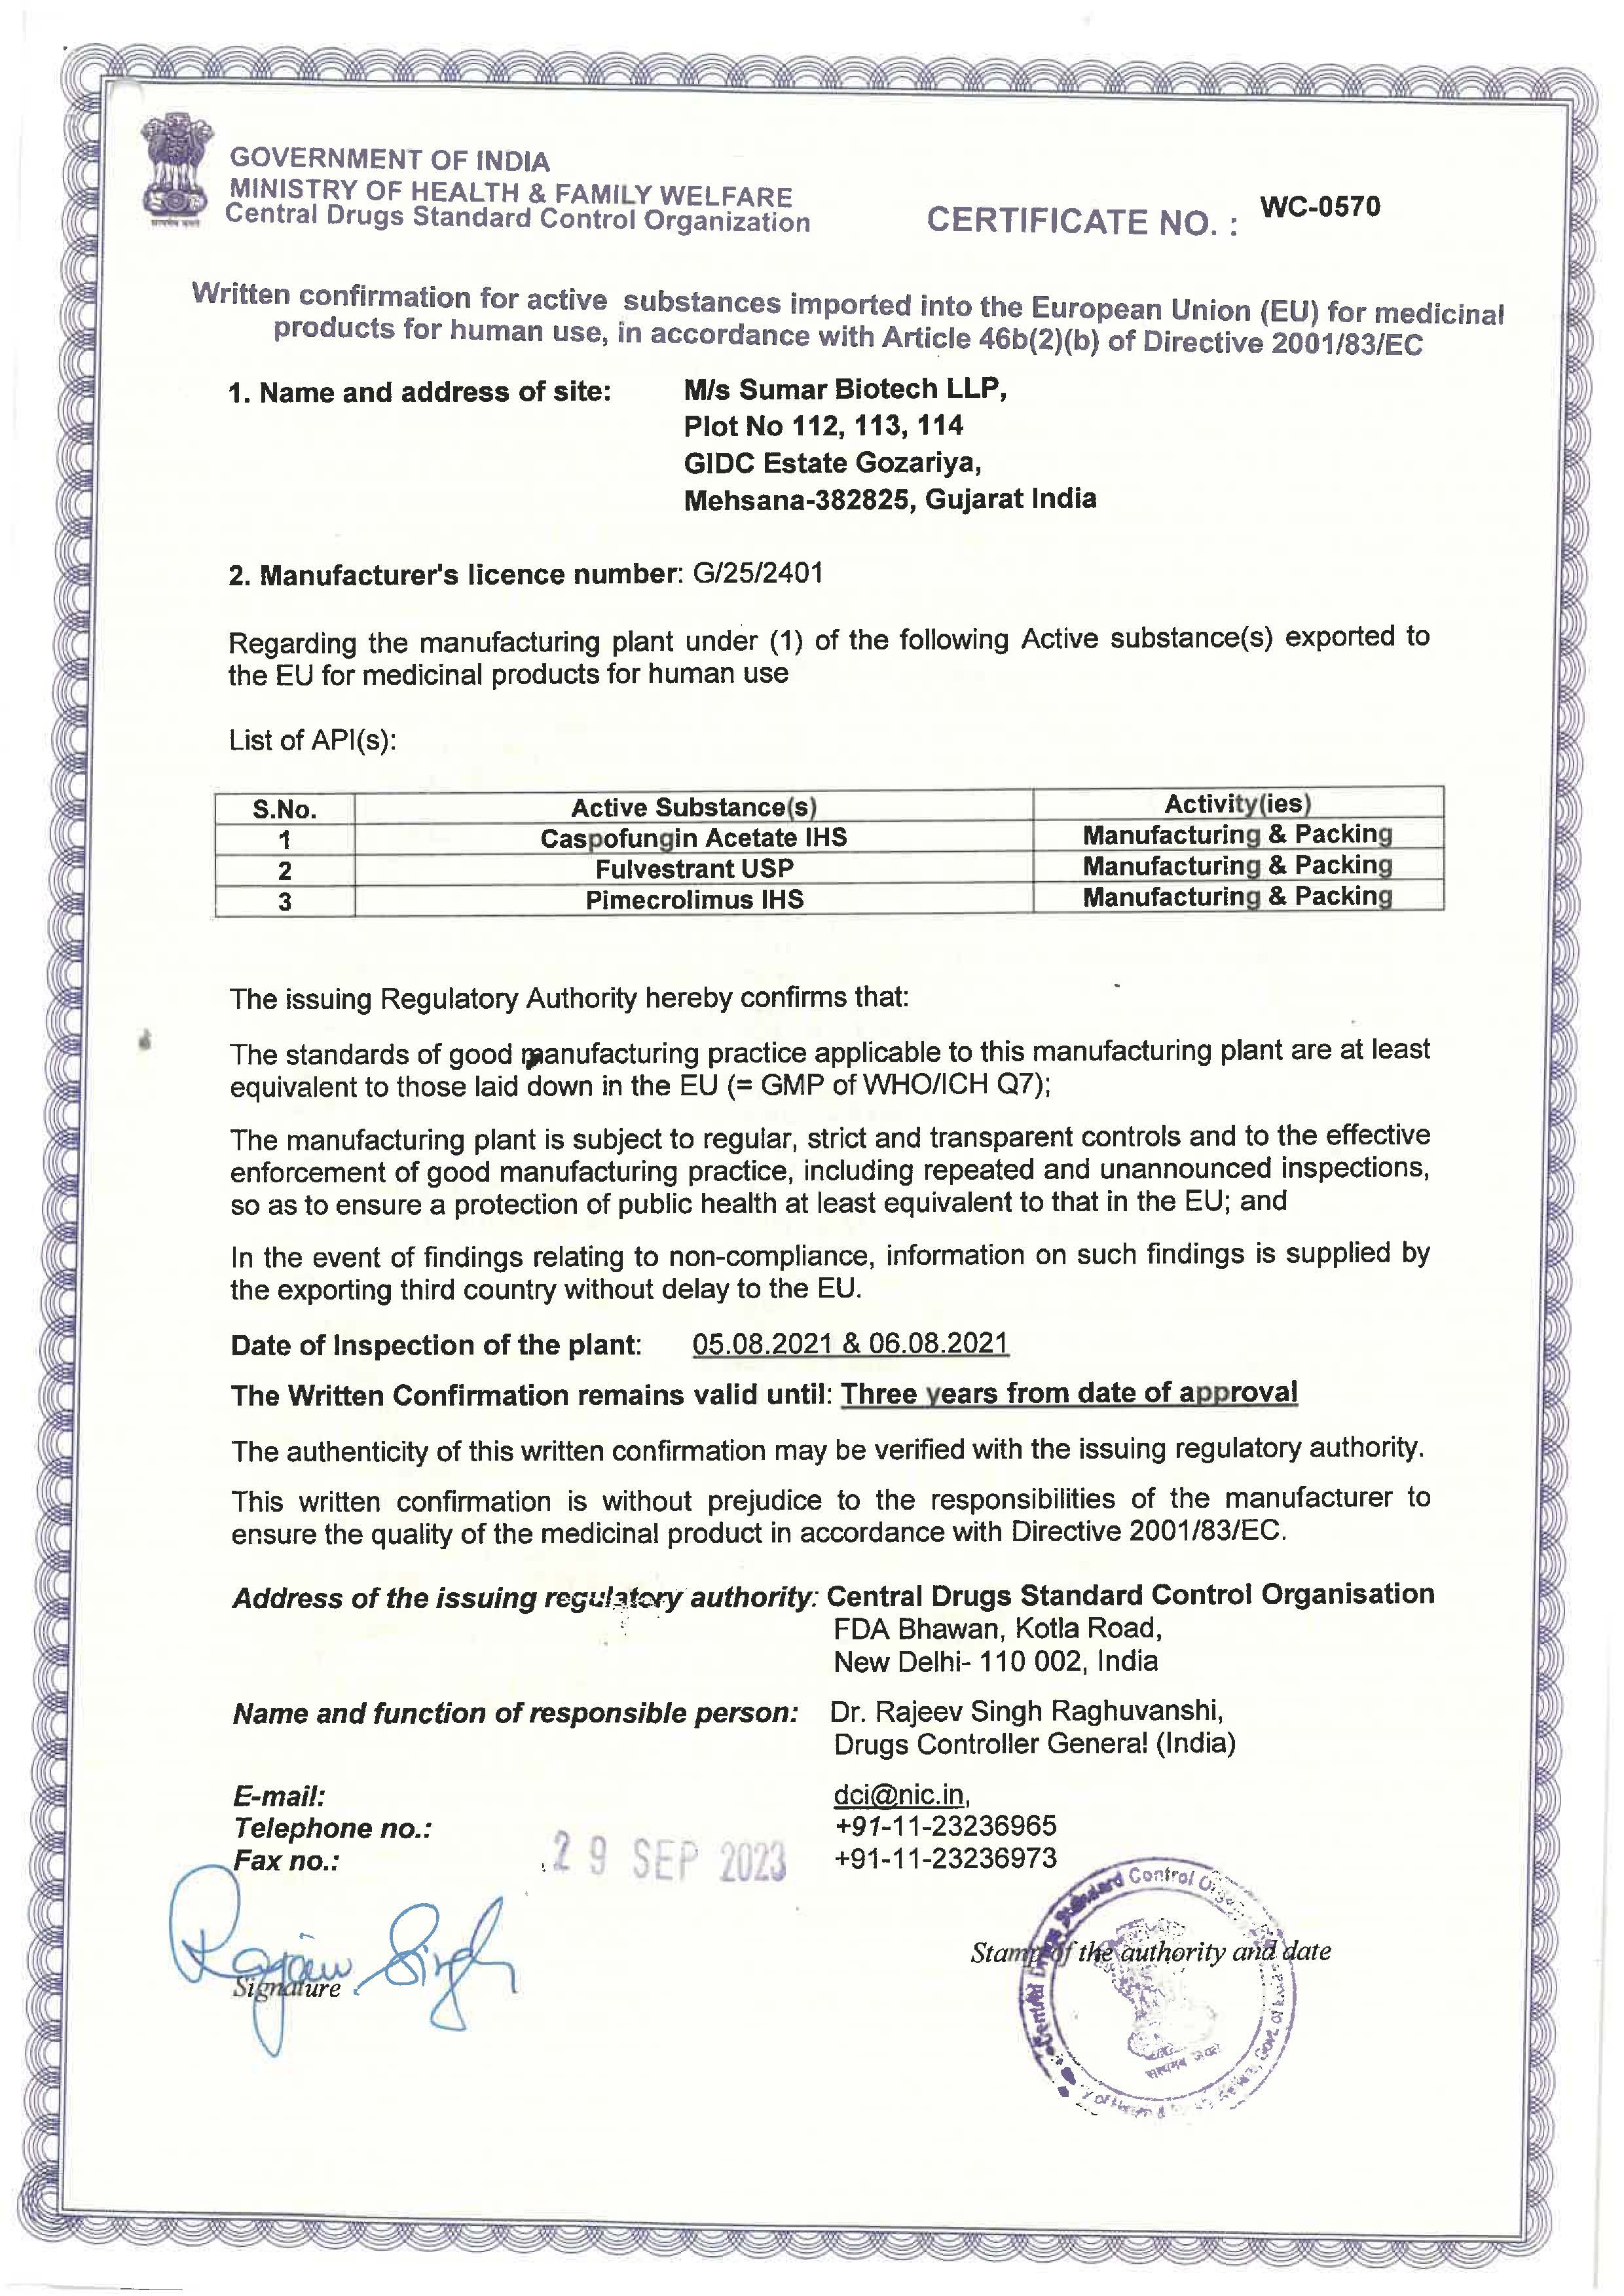 GOVERNMENT OF INDIA
MINISTRY OF HEALTH & FAMILY WELFARE
Central Drugs Standard Control Organization
CERTIFICATE NO. : WC-0570
Written confirmation for active substances imported into the European Union (EU) for medicinal
products for human use, in accordance with Article 46b(2)(b) of Directive 2001/83/EC
1. Name and address of site: M/s Sumar Biotech LLP,
Plot No 112, 113, 114
GIDC Estate Gozariya,
Mehsana-382825, Gujarat India
2. Manufacturer's licence number: G/25/2401
Regarding the manufacturing plant under (1) of the following Active substance(s) exported to
the EU for medicinal products for human use
List of API(s):
S.No. Active Substance(s) Activity(ies)
1 Caspofungin Acetate IHS Manufacturing & Packing
2 Fulvestrant USP Manufacturing & Packing
3 Pimecrolimus IHS Manufacturing & Packing
The issuing Regulatory Authority hereby confirms that:
The standards of good manufacturing practice applicable to this manufacturing plant are at least
equivalent to those laid down in the EU (= GMP of WHO/ICH Q7);
The manufacturing plant is subject to regular, strict and transparent controls and to the effective
enforcement of good manufacturing practice, including repeated and unannounced inspections,
so as to ensure a protection of public health at least equivalent to that in the EU; and
In the event of findings relating to non-compliance, information on such findings is supplied by
the exporting third country without delay to the EU.
Date of Inspection of the plant: 05.08.2021 & 06.08.2021
The Written Confirmation remains valid until: Three years from date of approval
The authenticity of this written confirmation may be verified with the issuing regulatory authority.
This written confirmation is without prejudice to the responsibilities of the manufacturer to
ensure the quality of the medicinal product in accordance with Directive 2001/83/EC.
Address of the issuing regulatory authority: Central Drugs Standard Control Organisation
FDA Bhawan, Kotla Road,
New Delhi- 110 002, India
Name and function of responsible person: Dr. Rajeev Singh Raghuvanshi,
Drugs Controller General (India)
E-mail: dci@nic.in,
Telephone no.: +91-11-23236965
Fax no.: +91-11-23236973
29 SEP 2023
Signature
Stamp of the authority and date
Standard Control